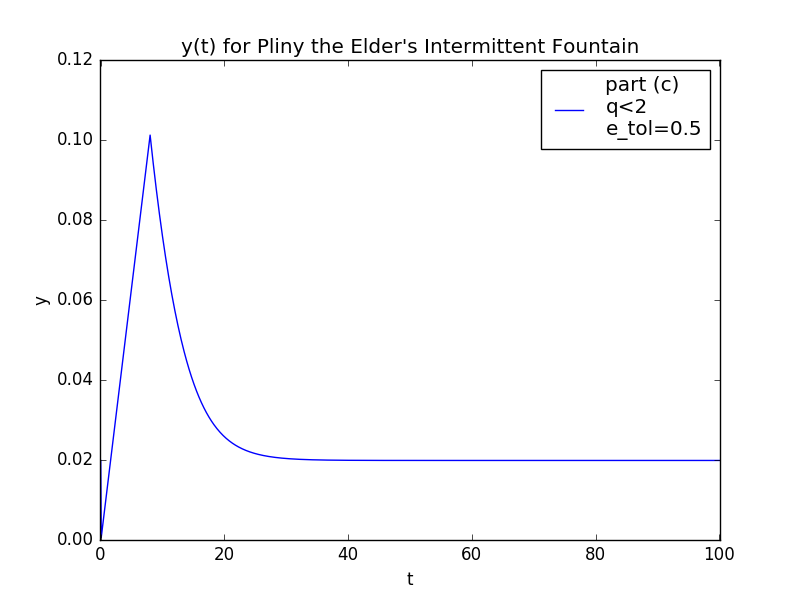 y(t) for Pliny the Elder's Intermittent Fountain
part (c)
q<2
e_tol=0.5
0.12
0.10
0.08
0.06
0.04
0.02
0.00
y
0 20 40 60 80 100
t